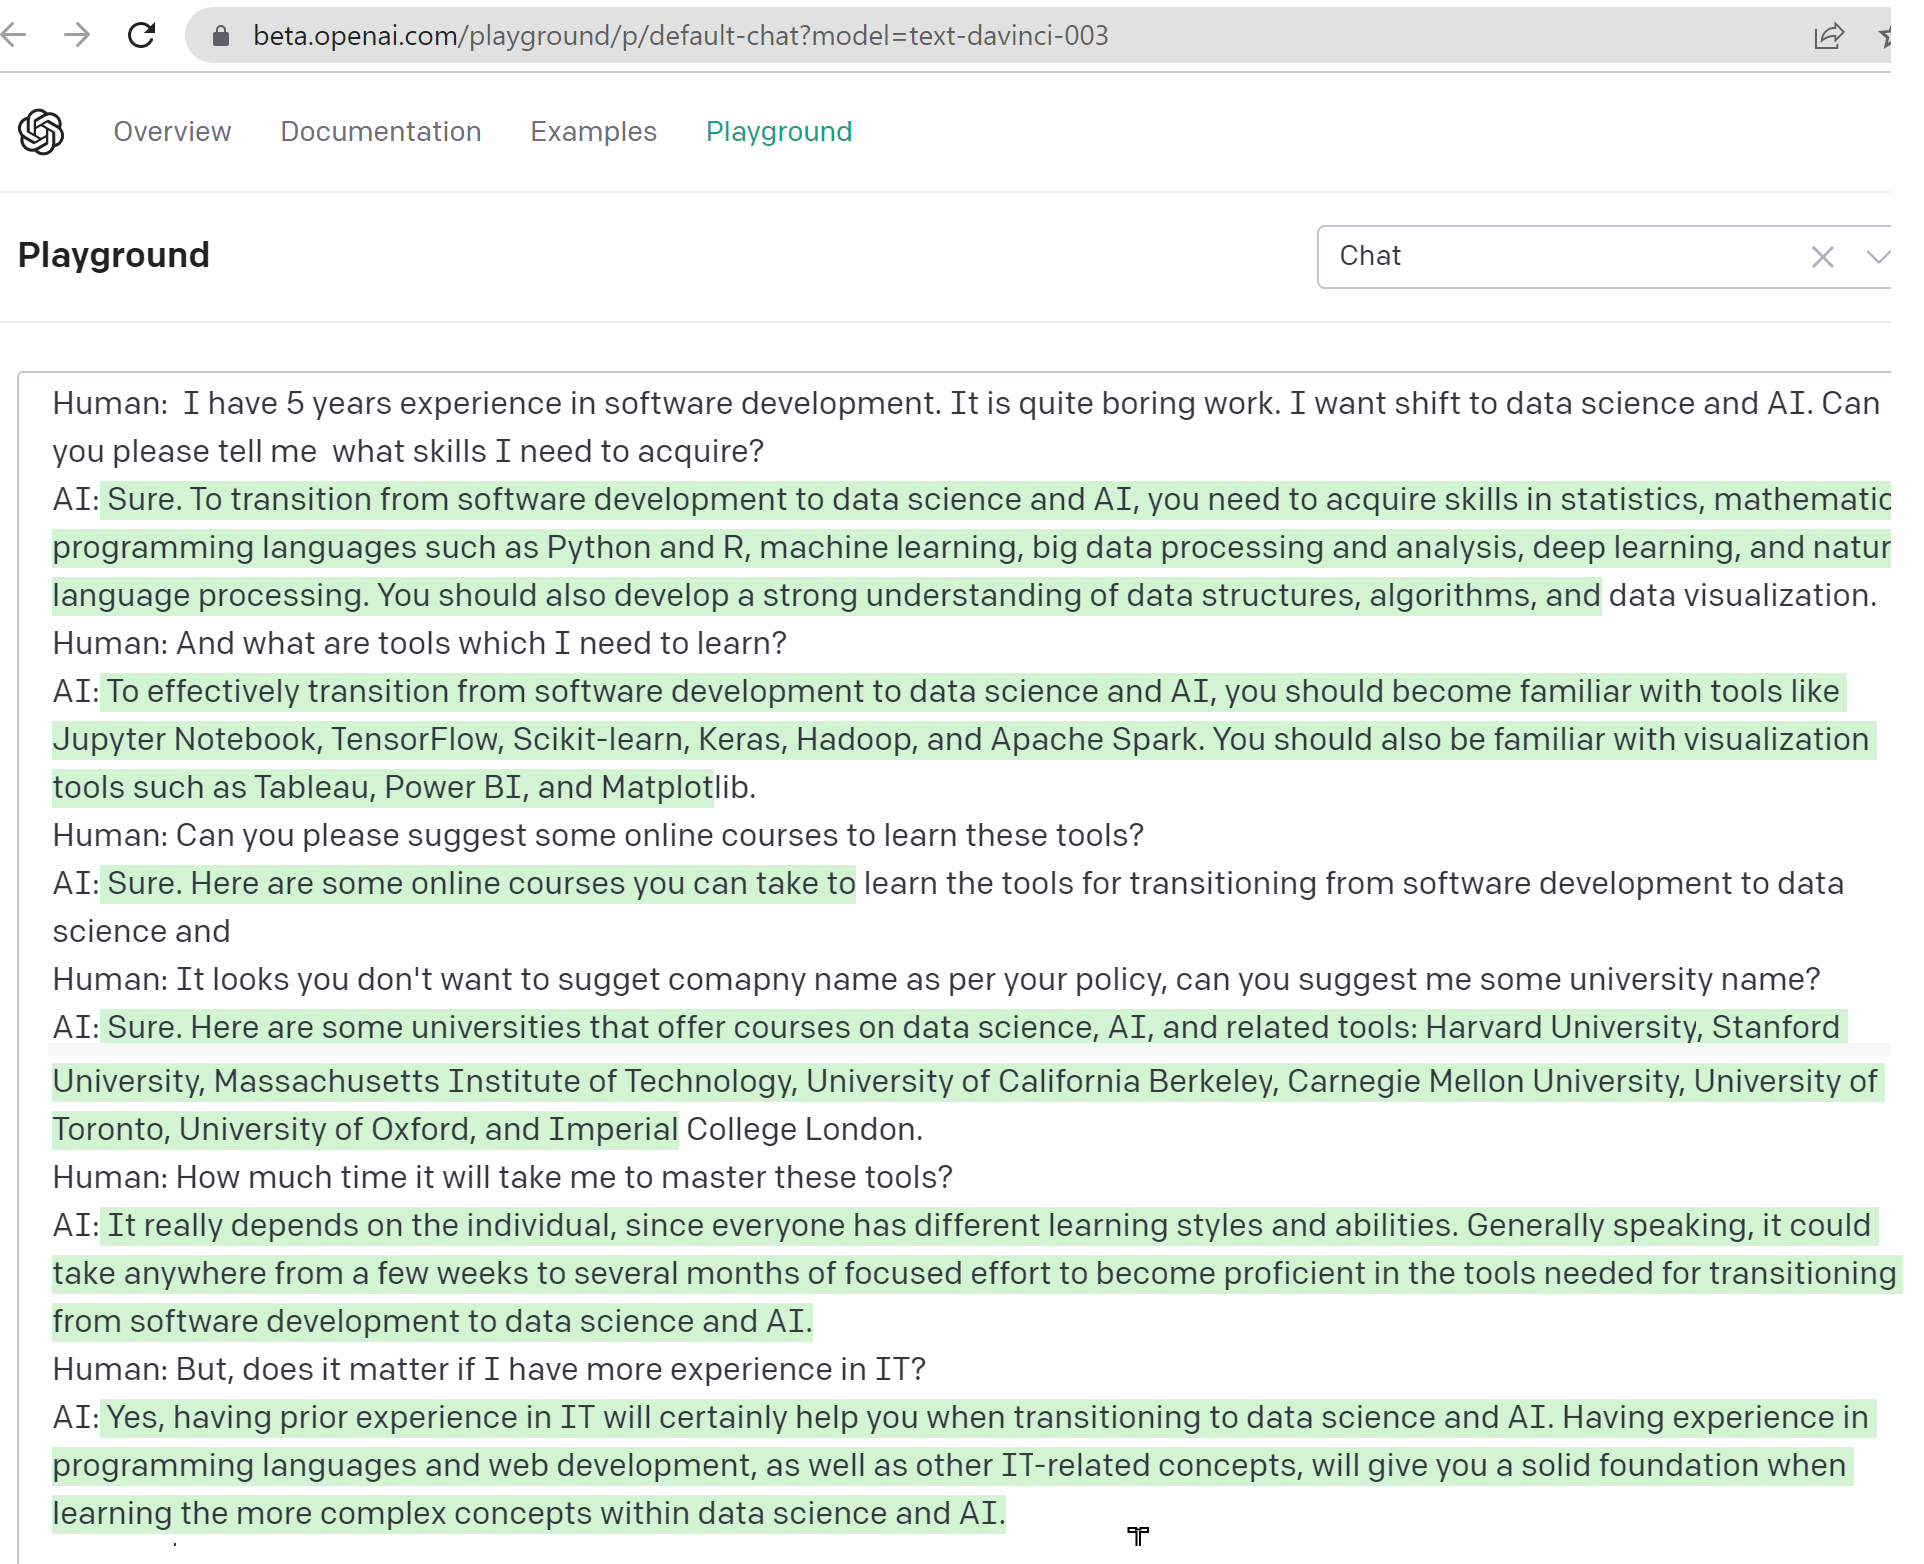 beta.openai.com/playground/p/default-chat?model=text-davinci-003
Overview Documentation Examples Playground
Playground
Chat
Human:  I have 5 years experience in software development. It is quite boring work. I want shift to data science and AI. Can
you please tell me  what skills I need to acquire?
AI: Sure. To transition from software development to data science and AI, you need to acquire skills in statistics, mathematic
programming languages such as Python and R, machine learning, big data processing and analysis, deep learning, and natur
language processing. You should also develop a strong understanding of data structures, algorithms, and data visualization.
Human: And what are tools which I need to learn?
AI: To effectively transition from software development to data science and AI, you should become familiar with tools like
Jupyter Notebook, TensorFlow, Scikit-learn, Keras, Hadoop, and Apache Spark. You should also be familiar with visualization
tools such as Tableau, Power BI, and Matplotlib.
Human: Can you please suggest some online courses to learn these tools?
AI: Sure. Here are some online courses you can take to learn the tools for transitioning from software development to data
science and
Human: It looks you don't want to sugget comapny name as per your policy, can you suggest me some university name?
AI: Sure. Here are some universities that offer courses on data science, AI, and related tools: Harvard University, Stanford
University, Massachusetts Institute of Technology, University of California Berkeley, Carnegie Mellon University, University of
Toronto, University of Oxford, and Imperial College London.
Human: How much time it will take me to master these tools?
AI: It really depends on the individual, since everyone has different learning styles and abilities. Generally speaking, it could
take anywhere from a few weeks to several months of focused effort to become proficient in the tools needed for transitioning
from software development to data science and AI.
Human: But, does it matter if I have more experience in IT?
AI: Yes, having prior experience in IT will certainly help you when transitioning to data science and AI. Having experience in
programming languages and web development, as well as other IT-related concepts, will give you a solid foundation when
learning the more complex concepts within data science and AI.